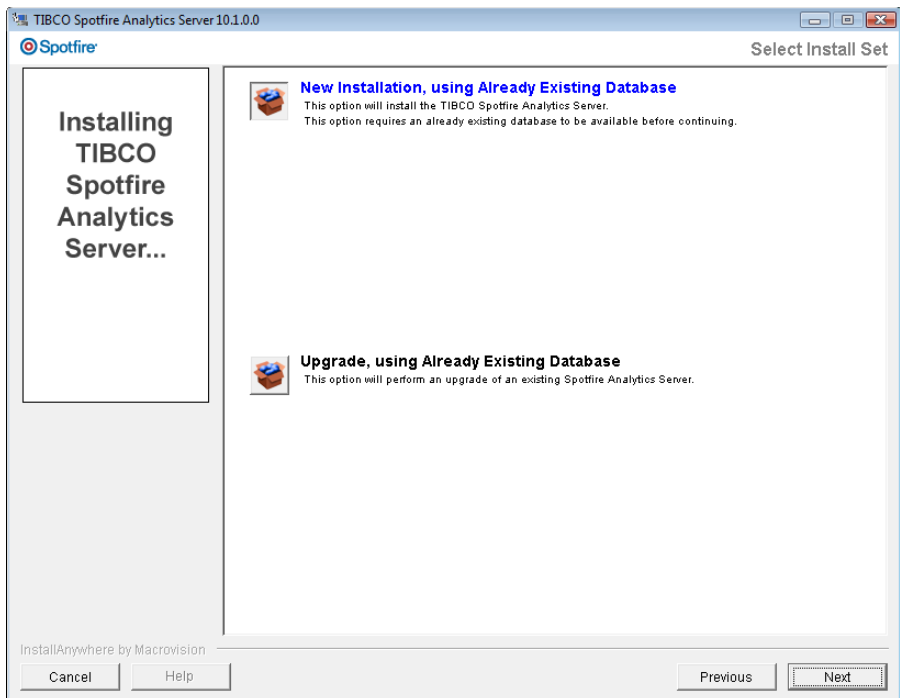 TIBCO Spotfire Analytics Server 10.1.0.0
Spotfire
Select Install Set
Installing
TIBCO
Spotfire
Analytics
Server...
New Installation, using Already Existing Database
This option will install the TIBCO Spotfire Analytics Server.
This option requires an already existing database to be available before continuing.
Upgrade, using Already Existing Database
This option will perform an upgrade of an existing Spotfire Analytics Server.
InstallAnywhere by Macrovision
Cancel
Help
Previous
Next